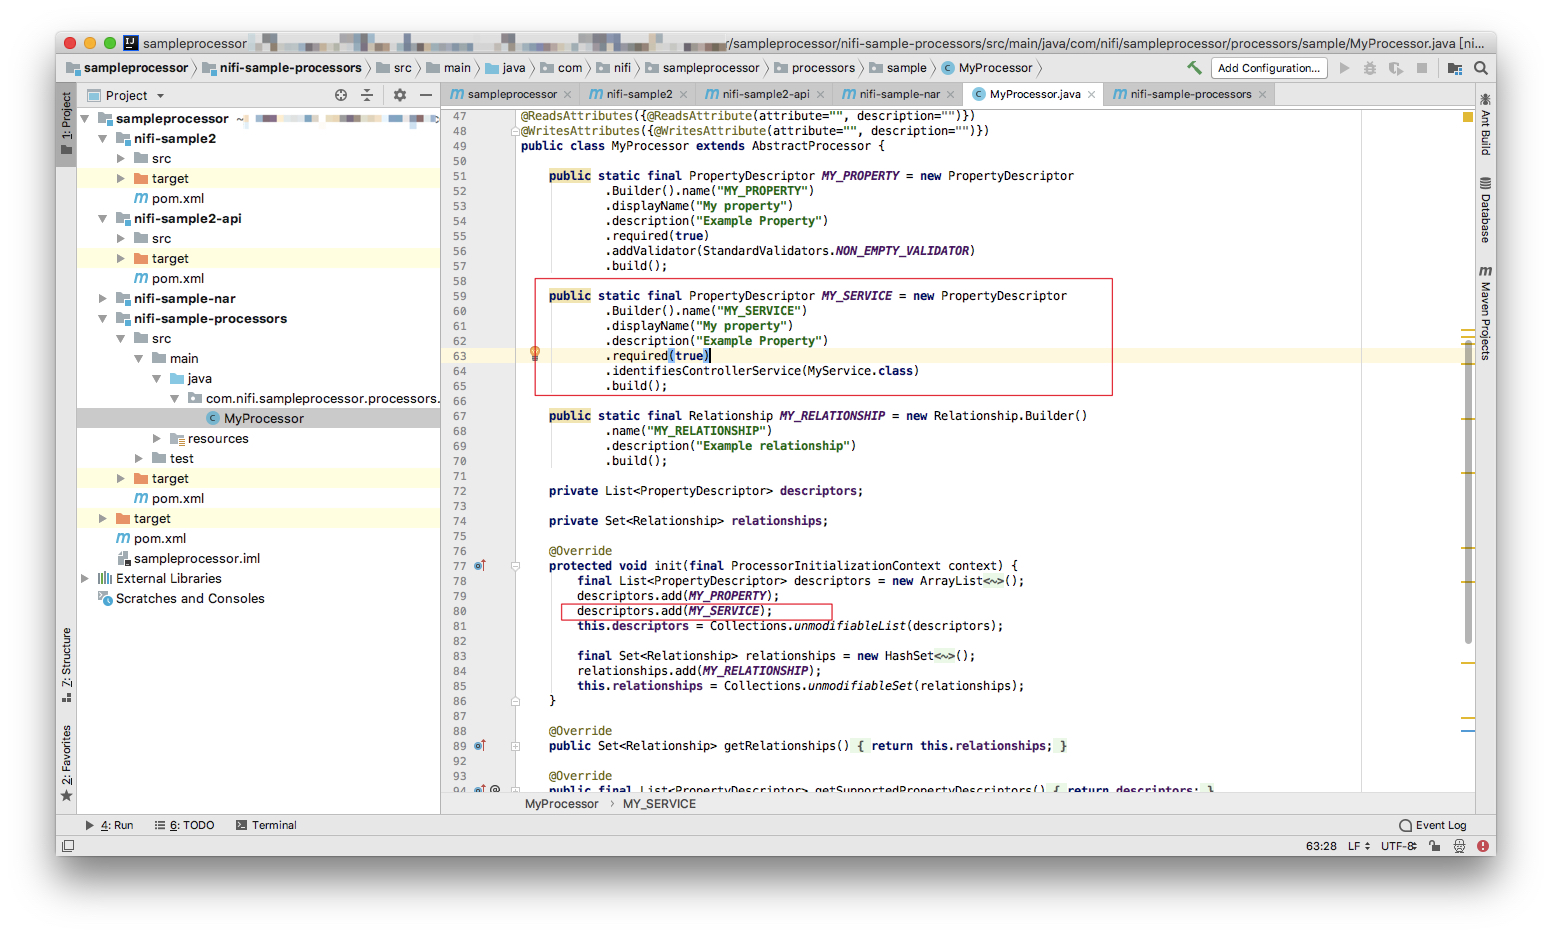 sampleprocessor /sampleprocessor/nifi-sample-processors/src/main/java/com/nifi/sampleprocessor/processors/sample/MyProcessor.java [ni...
sampleprocessor nifi-sample-processors src main java com nifi sampleprocessor processors sample MyProcessor Add Configuration...
Project
sampleprocessor nifi-sample2 nifi-sample2-api nifi-sample-nar MyProcessor.java nifi-sample-processors
1: Project
Z: Structure
2: Favorites
sampleprocessor ~
nifi-sample2
src
target
pom.xml
nifi-sample2-api
src
target
pom.xml
nifi-sample-nar
nifi-sample-processors
src
main
java
com.nifi.sampleprocessor.processors.
MyProcessor
resources
test
target
pom.xml
target
pom.xml
sampleprocessor.iml
External Libraries
Scratches and Consoles
47 @ReadsAttributes({@ReadsAttribute(attribute="", description="")})
48 @WritesAttributes({@WritesAttribute(attribute="", description="")})
49 public class MyProcessor extends AbstractProcessor {
50
51 public static final PropertyDescriptor MY_PROPERTY = new PropertyDescriptor
52 .Builder().name("MY_PROPERTY")
53 .displayName("My property")
54 .description("Example Property")
55 .required(true)
56 .addValidator(StandardValidators.NON_EMPTY_VALIDATOR)
57 .build();
58
59 public static final PropertyDescriptor MY_SERVICE = new PropertyDescriptor
60 .Builder().name("MY_SERVICE")
61 .displayName("My property")
62 .description("Example Property")
63 .required(true)
64 .identifiesControllerService(MyService.class)
65 .build();
66
67 public static final Relationship MY_RELATIONSHIP = new Relationship.Builder()
68 .name("MY_RELATIONSHIP")
69 .description("Example relationship")
70 .build();
71
72 private List<PropertyDescriptor> descriptors;
73
74 private Set<Relationship> relationships;
75
76 @Override
77 protected void init(final ProcessorInitializationContext context) {
78 final List<PropertyDescriptor> descriptors = new ArrayList<~>();
79 descriptors.add(MY_PROPERTY);
80 descriptors.add(MY_SERVICE);
81 this.descriptors = Collections.unmodifiableList(descriptors);
82
83 final Set<Relationship> relationships = new HashSet<~>();
84 relationships.add(MY_RELATIONSHIP);
85 this.relationships = Collections.unmodifiableSet(relationships);
86 }
87
88 @Override
89 public Set<Relationship> getRelationships() { return this.relationships; }
92
93 @Override
94 public final List<PropertyDescriptor> getSupportedPropertyDescriptors() { return descriptors; }
MyProcessor MY_SERVICE
Ant Build
Database
Maven Projects
4: Run 6: TODO Terminal Event Log
63:28 LF UTF-8